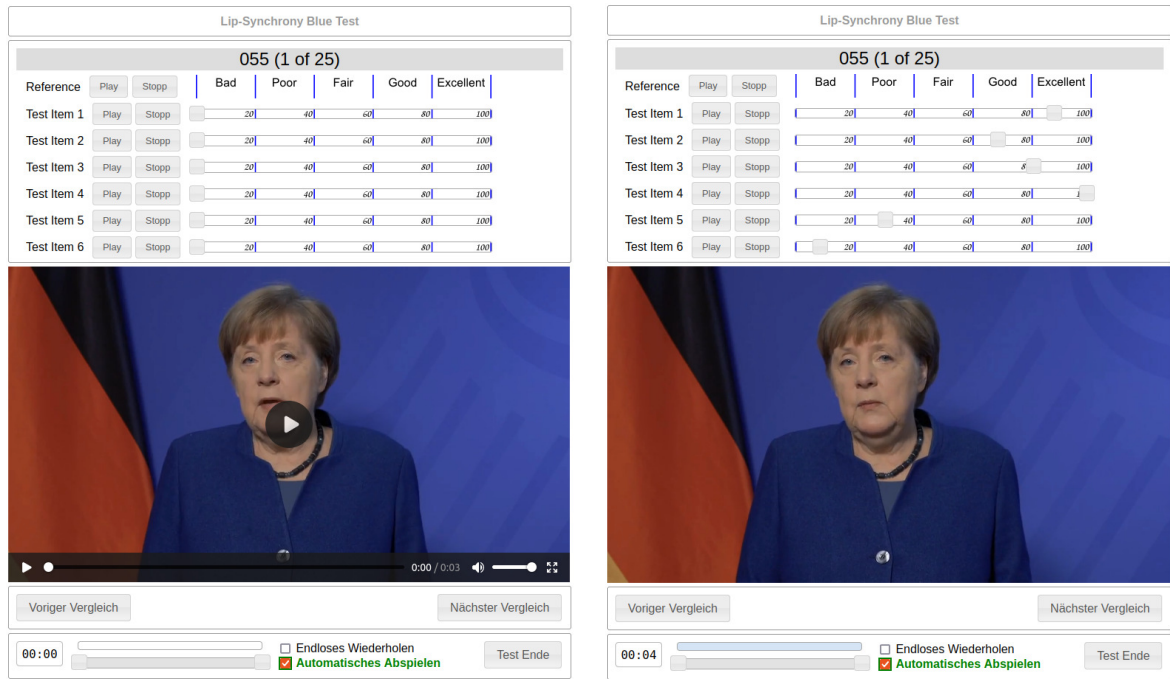 Lip-Synchrony Blue Test
055 (1 of 25)
Reference Play Stopp Bad Poor Fair Good Excellent
Test Item 1 Play Stopp 20 40 60 80 100
Test Item 2 Play Stopp 20 40 60 80 100
Test Item 3 Play Stopp 20 40 60 80 100
Test Item 4 Play Stopp 20 40 60 80 100
Test Item 5 Play Stopp 20 40 60 80 100
Test Item 6 Play Stopp 20 40 60 80 100
0:00 / 0:03
Voriger Vergleich Nächster Vergleich
00:00 Endloses Wiederholen
Automatisches Abspielen Test Ende
Lip-Synchrony Blue Test
055 (1 of 25)
Reference Play Stopp Bad Poor Fair Good Excellent
Test Item 1 Play Stopp 20 40 60 80 100
Test Item 2 Play Stopp 20 40 60 80 100
Test Item 3 Play Stopp 20 40 60 100
Test Item 4 Play Stopp 20 40 60 80
Test Item 5 Play Stopp 20 40 60 80 100
Test Item 6 Play Stopp 20 40 60 80 100
Voriger Vergleich Nächster Vergleich
00:04 Endloses Wiederholen
Automatisches Abspielen Test Ende